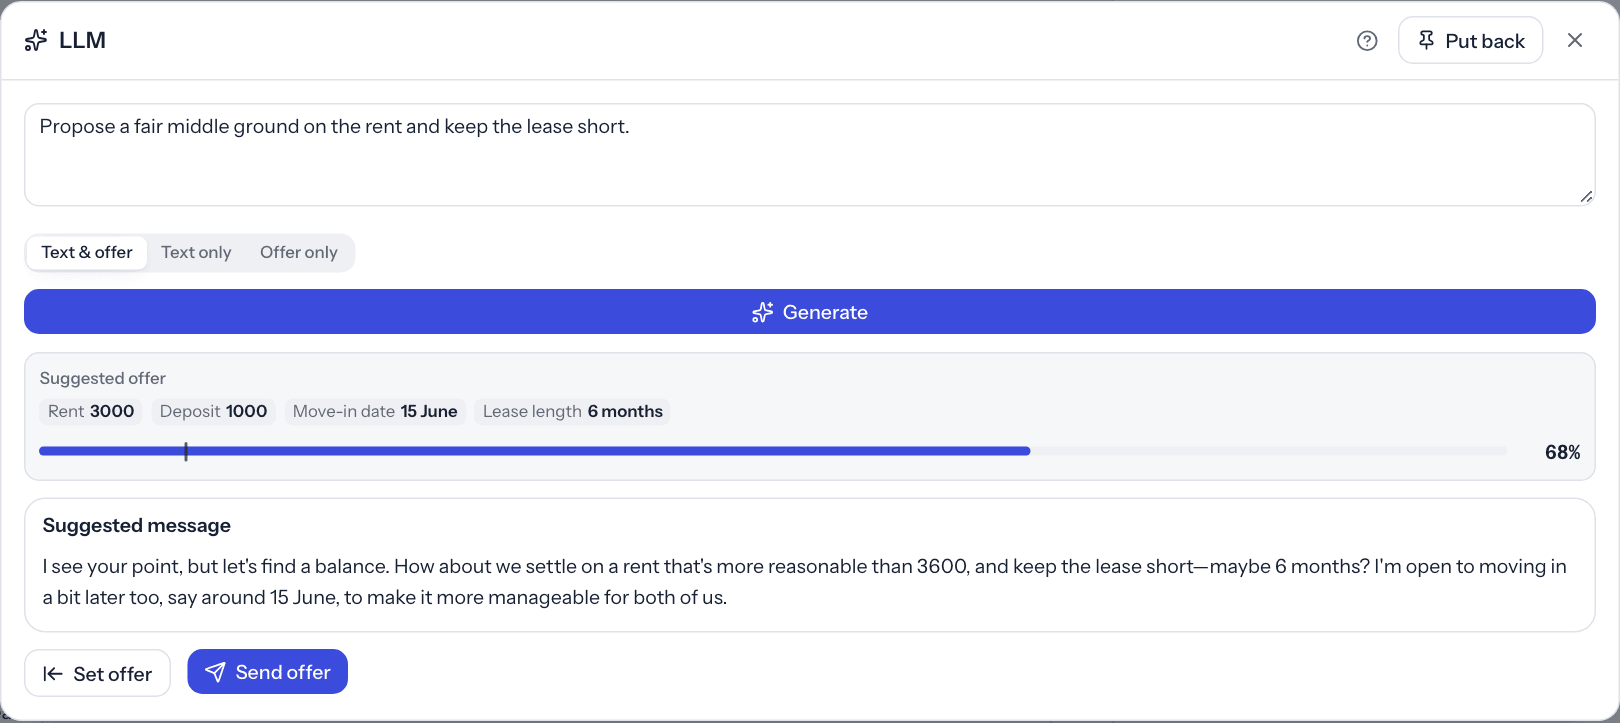 LLM
Put back
Propose a fair middle ground on the rent and keep the lease short.
Text & offer Text only Offer only
Generate
Suggested offer
Rent 3000 Deposit 1000 Move-in date 15 June Lease length 6 months
68%
Suggested message
I see your point, but let's find a balance. How about we settle on a rent that's more reasonable than 3600, and keep the lease short—maybe 6 months? I'm open to moving in
a bit later too, say around 15 June, to make it more manageable for both of us.
Set offer Send offer